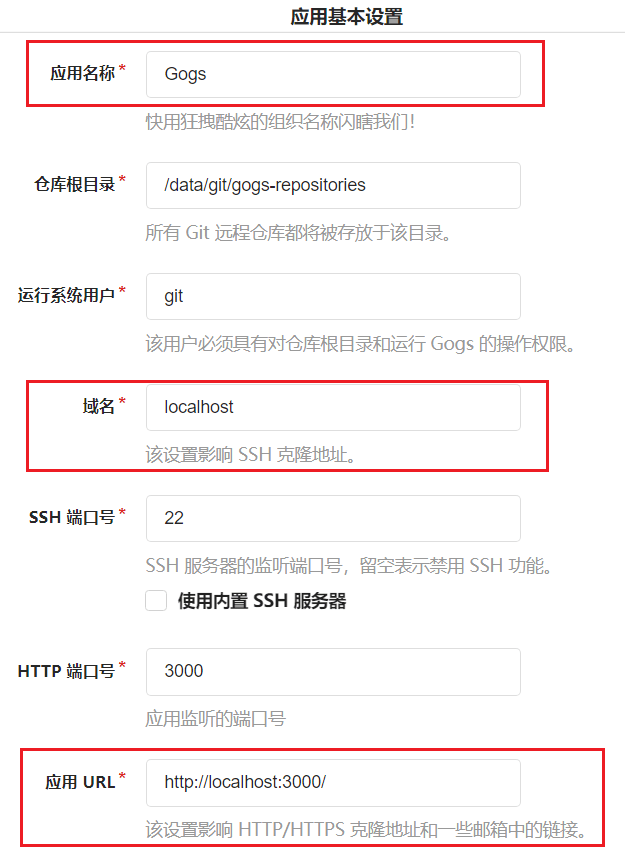 应用基本设置
应用名称* Gogs
快用狂拽酷炫的组织名称闪瞎我们!
仓库根目录* /data/git/gogs-repositories
所有 Git 远程仓库都将被存放于该目录。
运行系统用户* git
该用户必须具有对仓库根目录和运行 Gogs 的操作权限。
域名* localhost
该设置影响 SSH 克隆地址。
SSH 端口号* 22
SSH 服务器的监听端口号，留空表示禁用 SSH 功能。
使用内置 SSH 服务器
HTTP 端口号* 3000
应用监听的端口号
应用 URL* http://localhost:3000/
该设置影响 HTTP/HTTPS 克隆地址和一些邮箱中的链接。